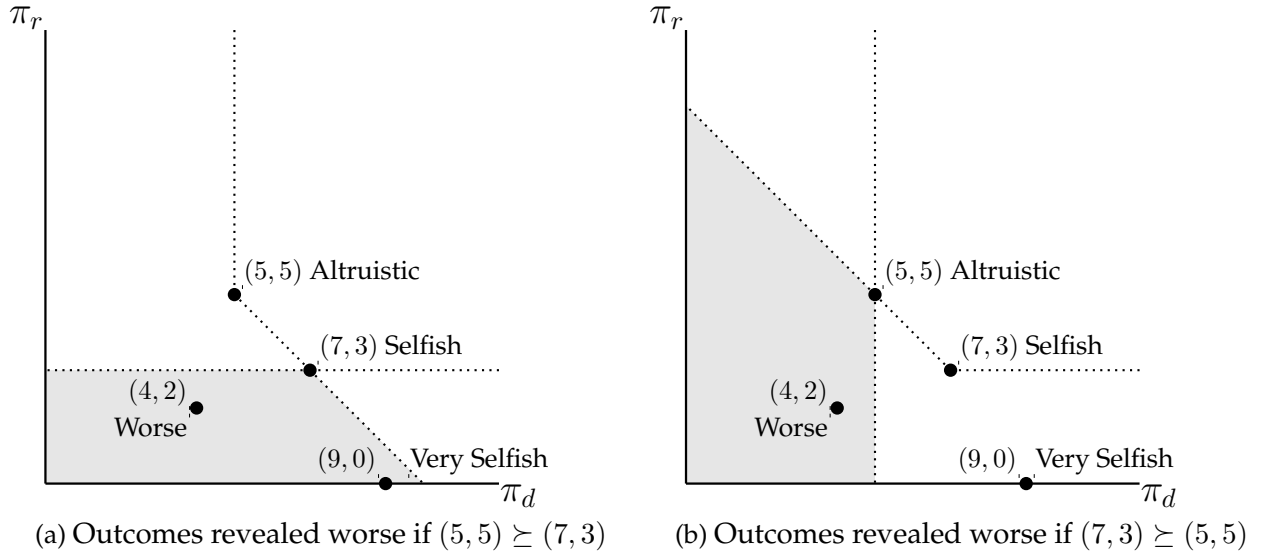 π_r
(5, 5) Altruistic
(7, 3) Selfish
(4, 2)
Worse
(9, 0)
Very Selfish
π_d
(a) Outcomes revealed worse if (5, 5) ⪰ (7, 3)
π_r
(5, 5) Altruistic
(7, 3) Selfish
(4, 2)
Worse
(9, 0)
Very Selfish
π_d
(b) Outcomes revealed worse if (7, 3) ⪰ (5, 5)